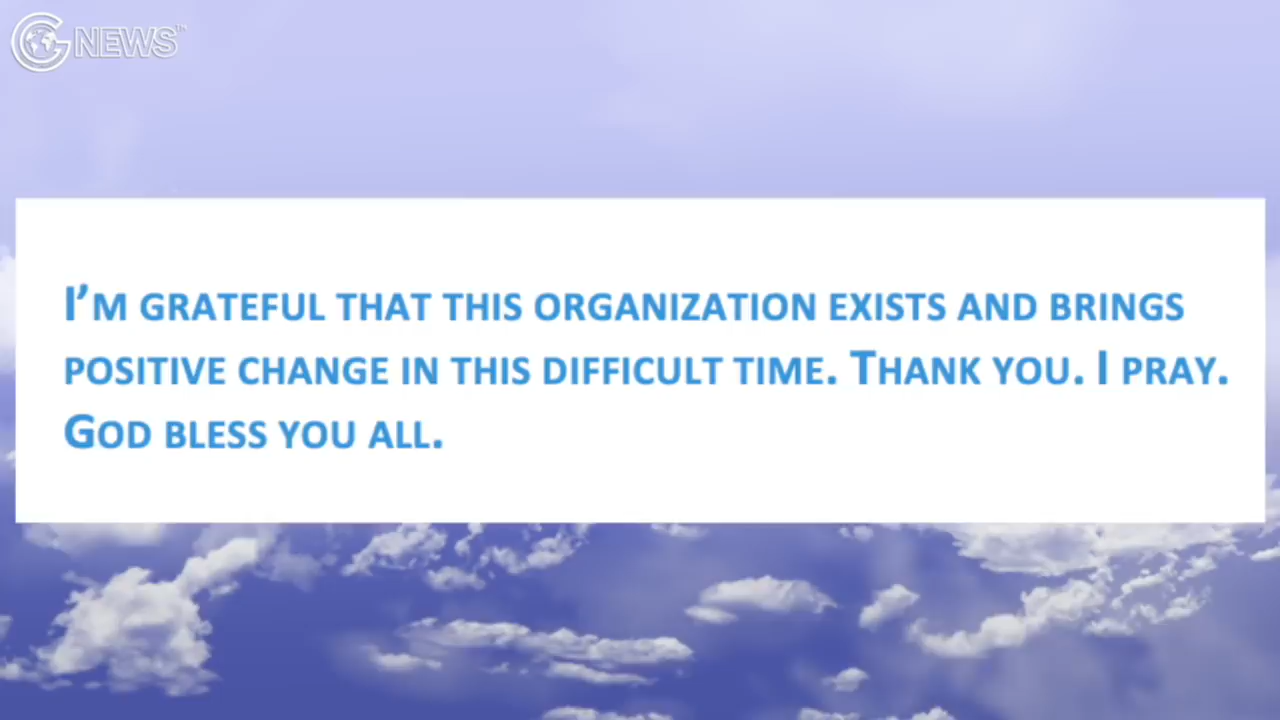 G NEWS™
I'M GRATEFUL THAT THIS ORGANIZATION EXISTS AND BRINGS
POSITIVE CHANGE IN THIS DIFFICULT TIME. THANK YOU. I PRAY.
GOD BLESS YOU ALL.